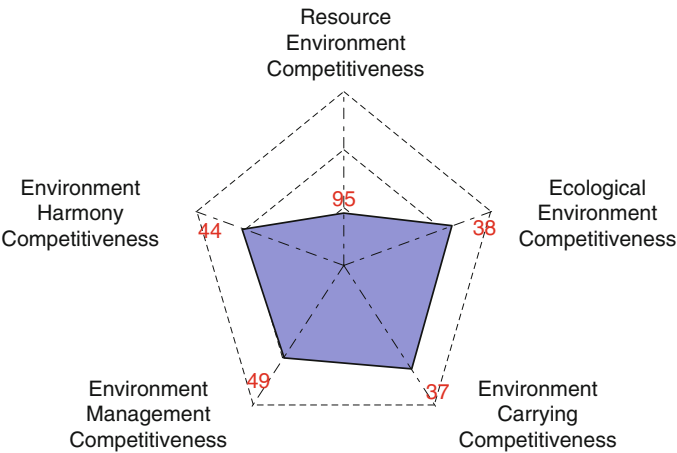 Resource
Environment
Competitiveness
95
Environment
Harmony
Competitiveness
44
Ecological
Environment
Competitiveness
38
Environment
Management
Competitiveness
49
Environment
Carrying
Competitiveness
37